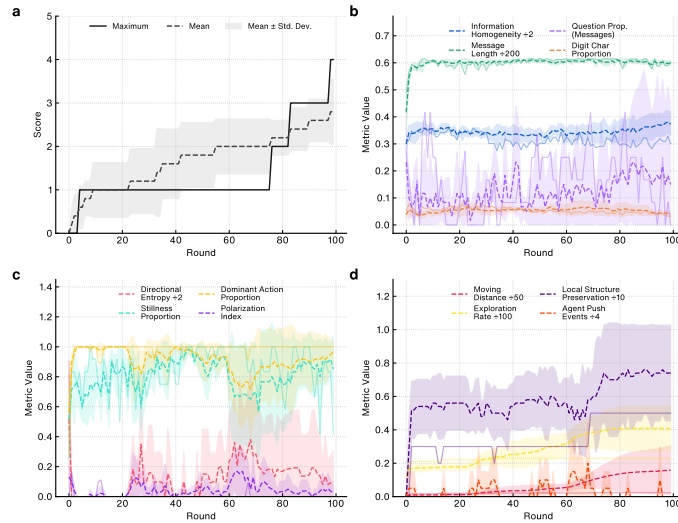 a
Maximum
Mean
Mean ± Std. Dev.
5
4
3
2
1
0
Score
0
20
40
60
80
100
Round
b
Information
Homogeneity ÷2
Message
Length ÷200
Question Prop.
(Messages)
Digit Char
Proportion
0.7
0.6
0.5
0.4
0.3
0.2
0.1
0.0
Metric Value
0
20
40
60
80
100
Round
c
Directional
Entropy ÷2
Stillness
Proportion
Dominant Action
Proportion
Polarization
Index
1.4
1.2
1.0
0.8
0.6
0.4
0.2
0.0
Metric Value
0
20
40
60
80
100
Round
d
Moving
Distance ÷50
Exploration
Rate ÷100
Local Structure
Preservation ÷10
Agent Push
Events ÷4
1.2
1.0
0.8
0.6
0.4
0.2
0.0
Metric Value
0
20
40
60
80
100
Round